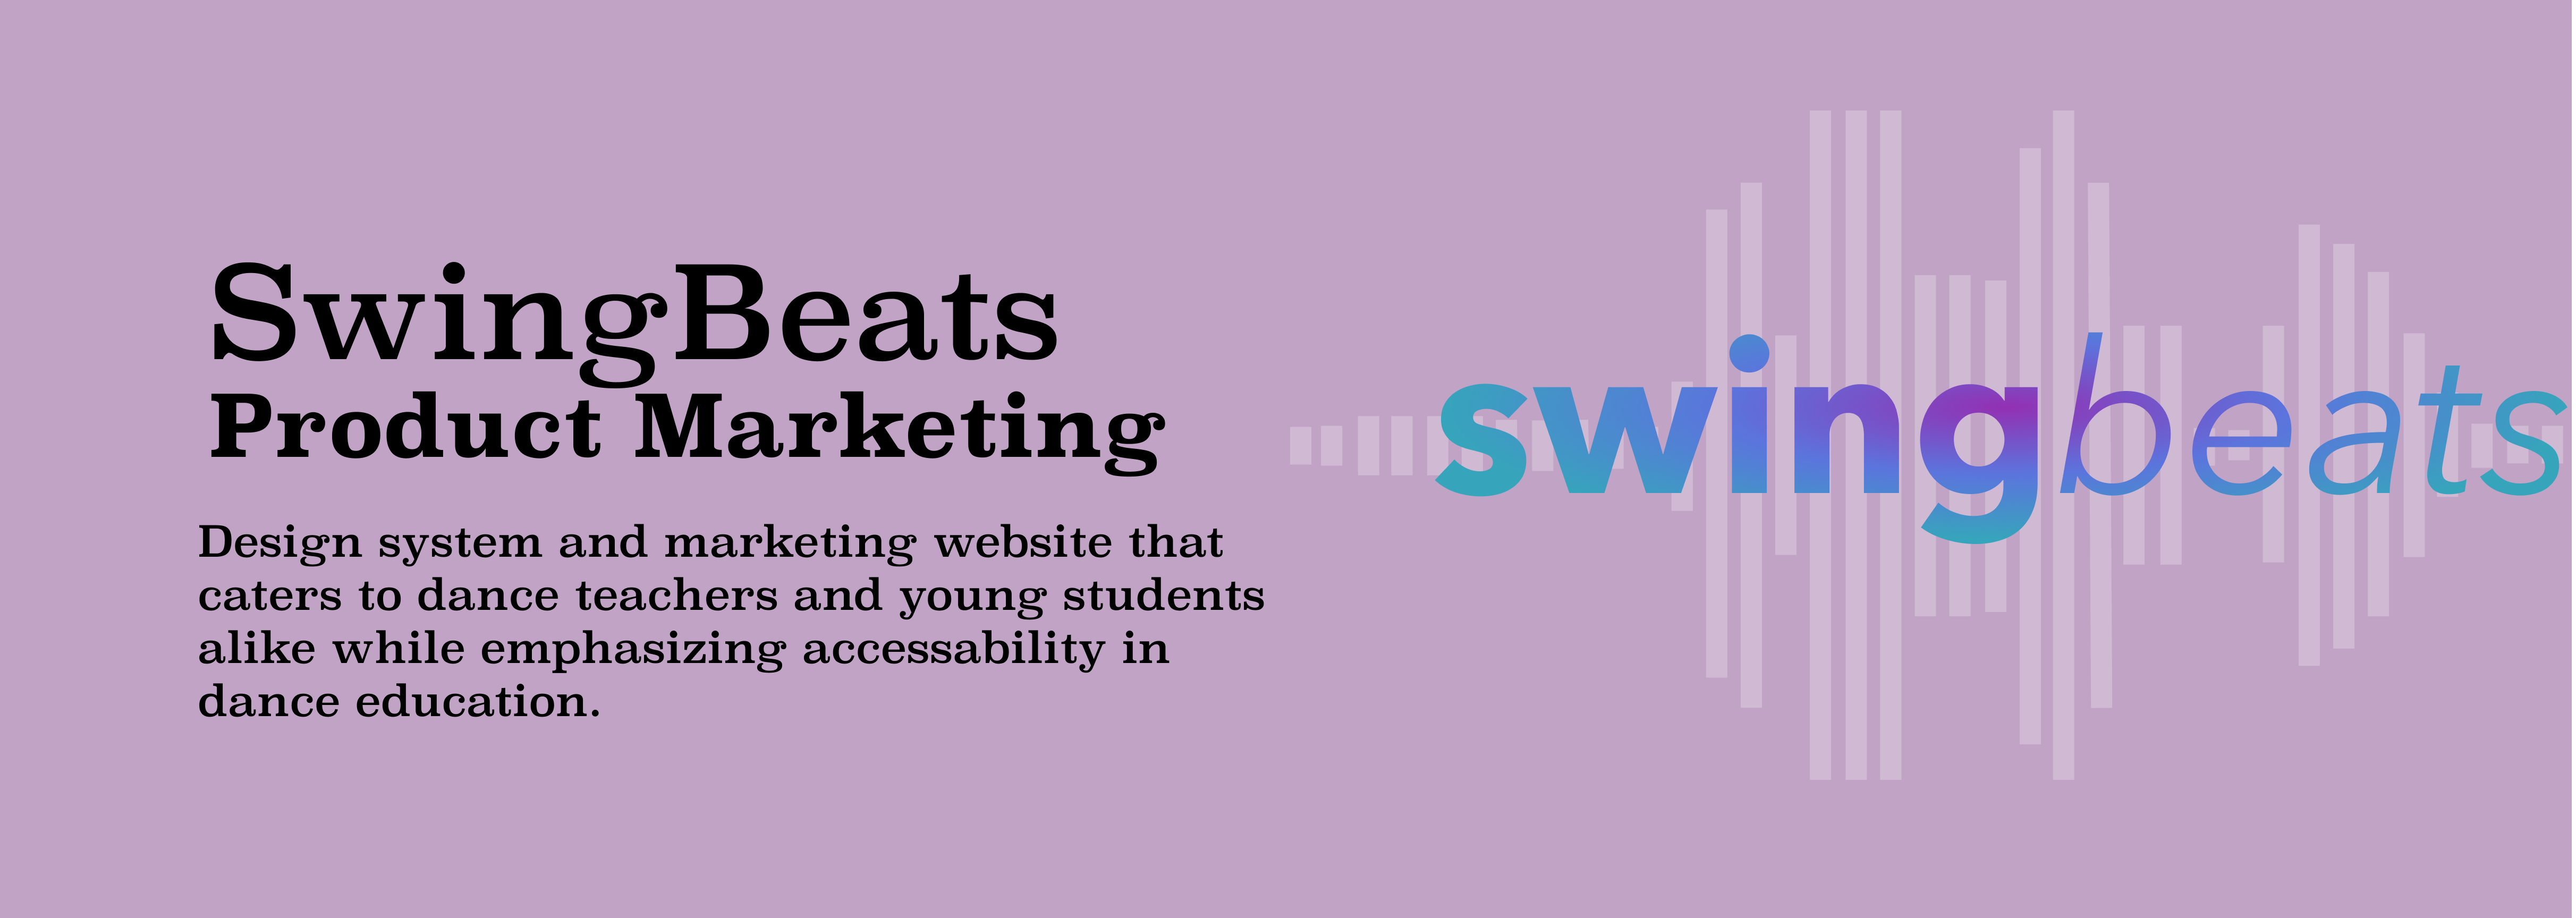 SwingBeats
Product Marketing
Design system and marketing website that
caters to dance teachers and young students
alike while emphasizing accessability in
dance education.
swingbeats